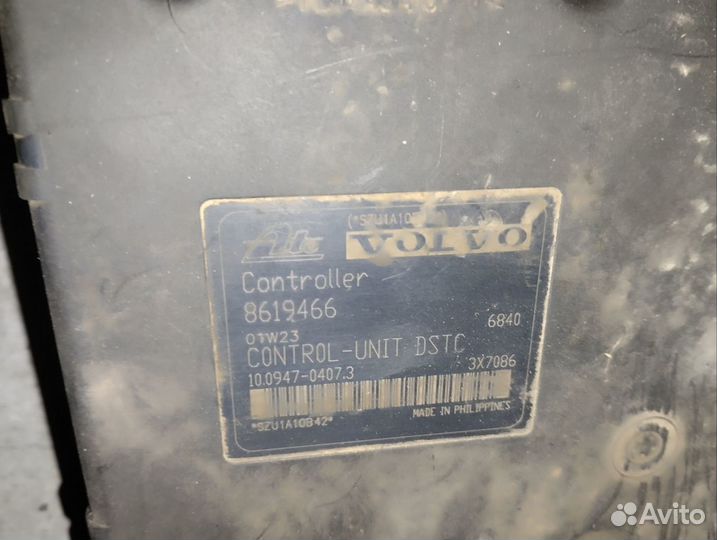 Ate VOLVO
Controller
8619466
01W23 6840
CONTROL-UNIT DSTC
10.0947-0407.3 3X7086
MADE IN PHILIPPINES
*SZU1A10B42*
Avito